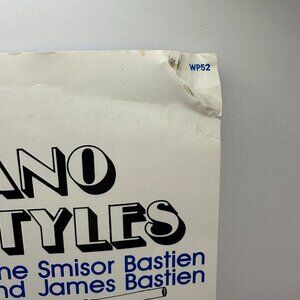 WP52
ANO
TYLES
ne Smisor Bastien
nd James Bastien